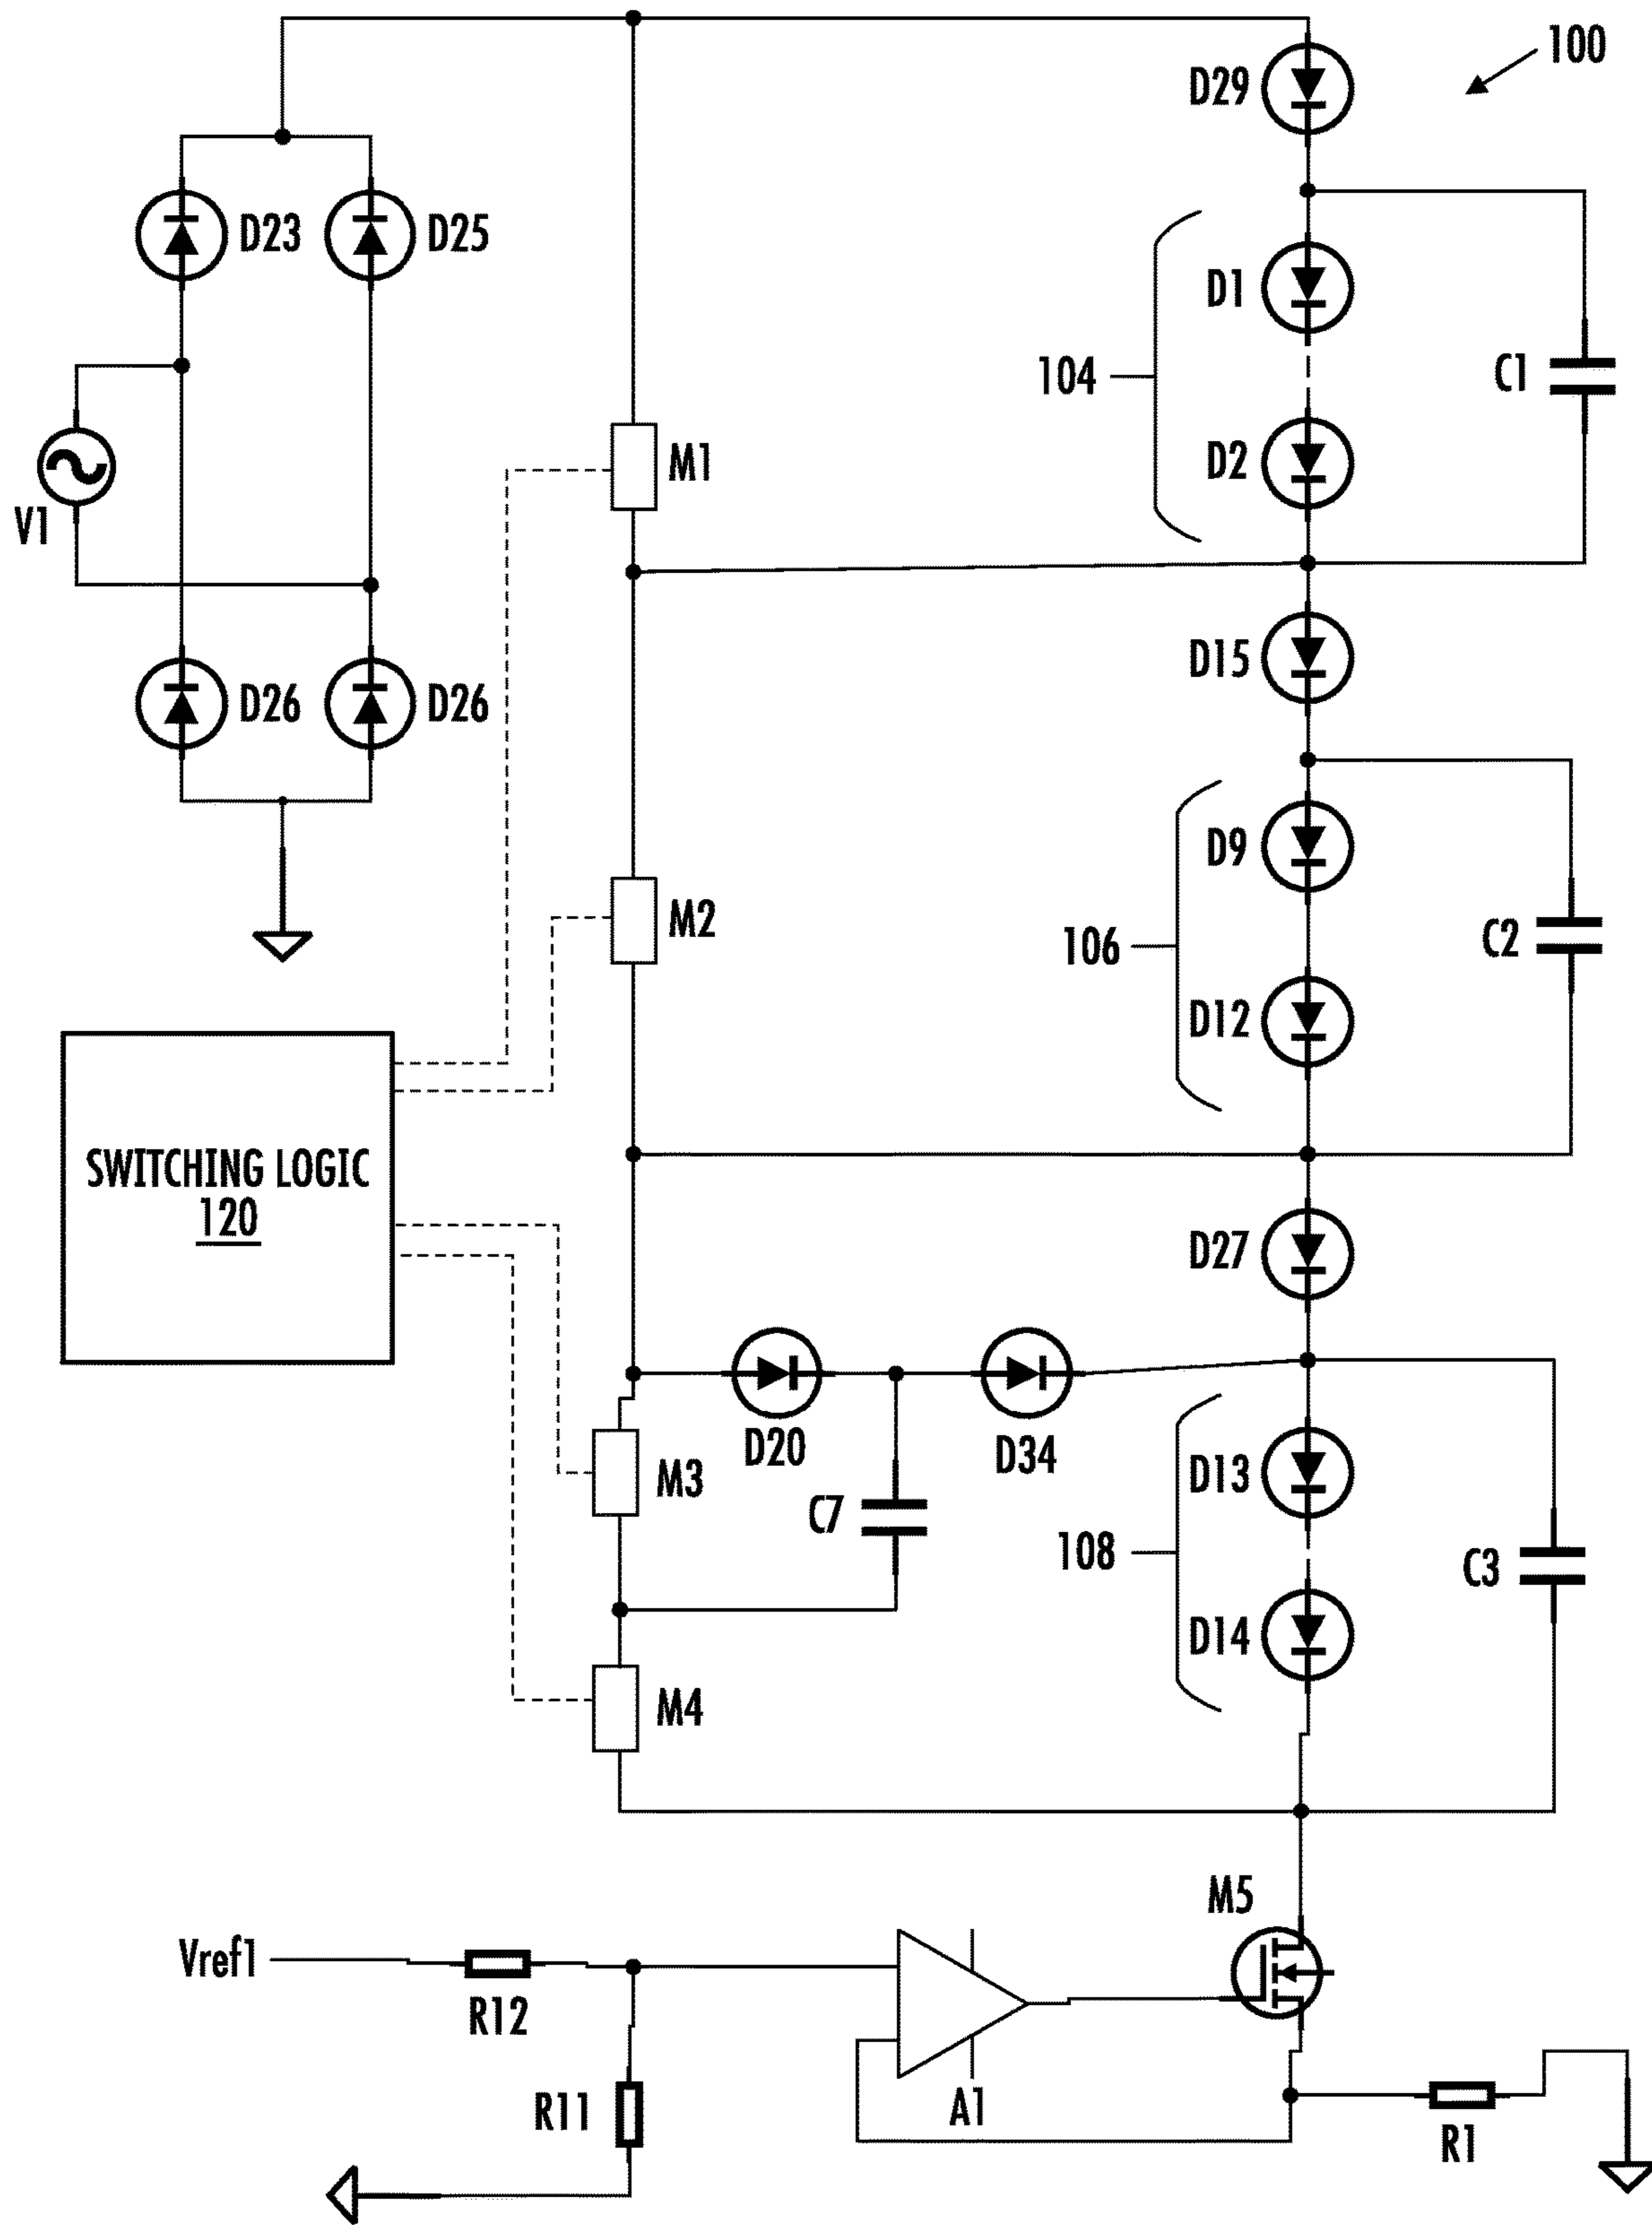 100
D29
D23
D25
D1
104
C1
D2
M1
V1
D15
D26
D26
D9
M2
106
C2
D12
SWITCHING LOGIC
120
D27
D20
D34
M3
D13
C7
108
C3
D14
M4
M5
Vref1
R12
R11
A1
R1